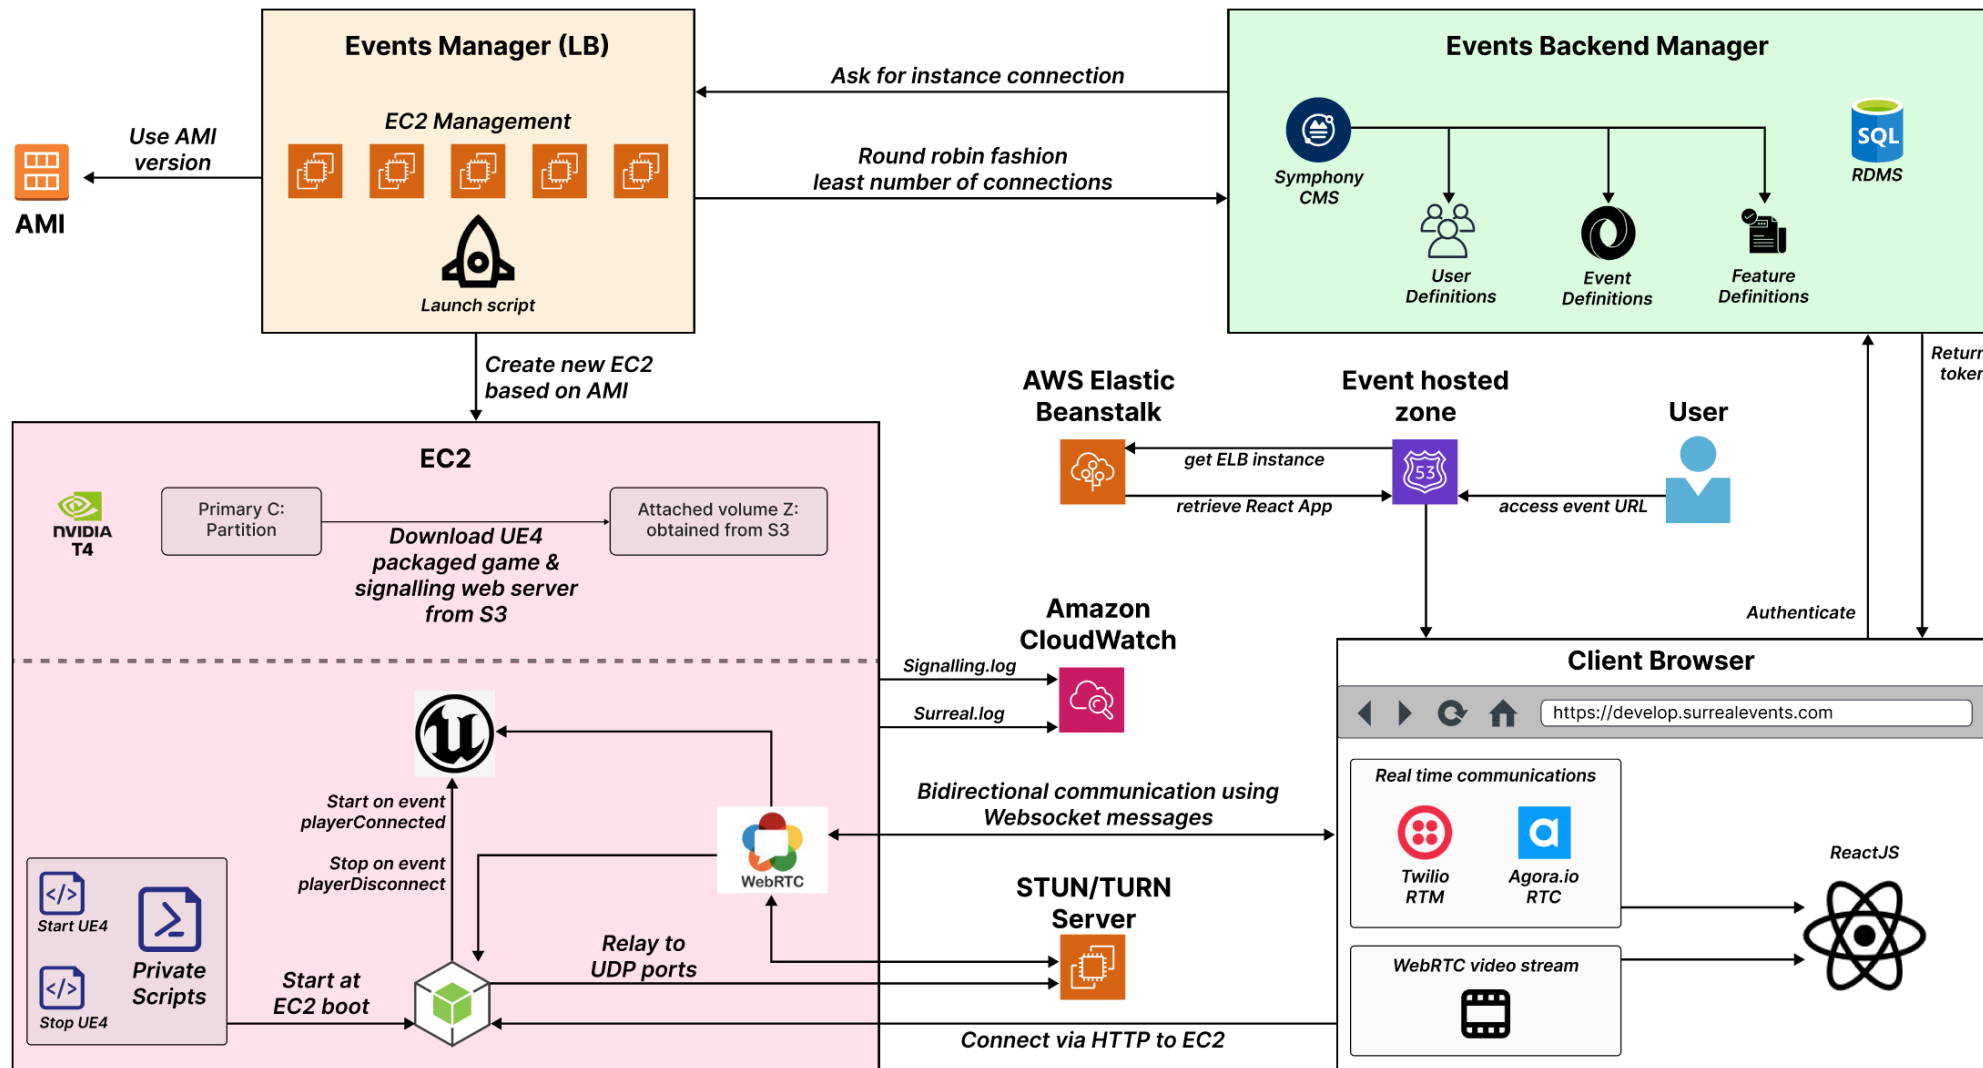 Events Manager (LB)
EC2 Management
Launch script
Use AMI
version
AMI
Ask for instance connection
Round robin fashion
least number of connections
Events Backend Manager
Symphony
CMS
SQL
RDMS
User
Definitions
Event
Definitions
Feature
Definitions
Create new EC2
based on AMI
Return
token
AWS Elastic
Beanstalk
Event hosted
zone
User
get ELB instance
53
retrieve React App
access event URL
EC2
NVIDIA
T4
Primary C:
Partition
Attached volume Z:
obtained from S3
Download UE4
packaged game &
signalling web server
from S3
Amazon
CloudWatch
Signalling.log
Surreal.log
Authenticate
Client Browser
https://develop.surrealevents.com
Real time communications
Twilio
RTM
Agora.io
RTC
ReactJS
WebRTC video stream
Start on event
playerConnected
Stop on event
playerDisconnect
WebRTC
Bidirectional communication using
Websocket messages
STUN/TURN
Server
Start UE4
Stop UE4
Private
Scripts
Start at
EC2 boot
Relay to
UDP ports
Connect via HTTP to EC2